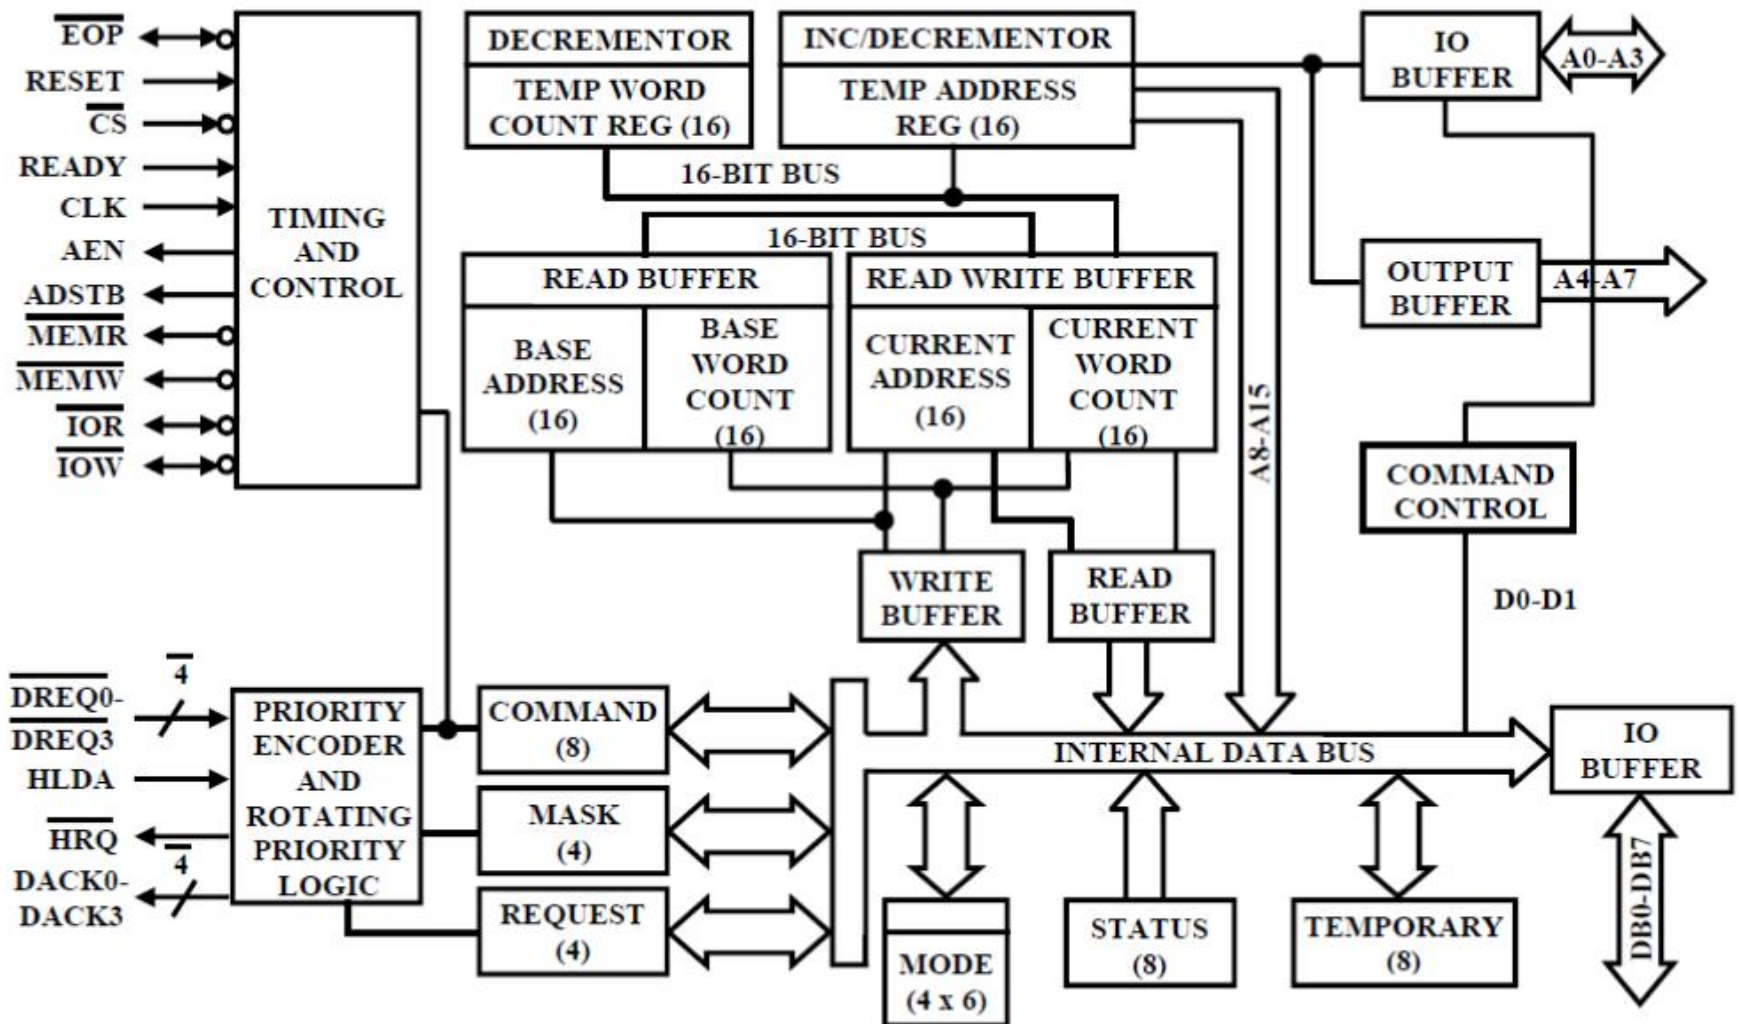 EOP
RESET
CS
READY
CLK
AEN
ADSTB
MEMR
MEMW
IOR
IOW
TIMING
AND
CONTROL
DECREMENTOR
TEMP WORD
COUNT REG (16)
INC/DECREMENTOR
TEMP ADDRESS
REG (16)
16-BIT BUS
16-BIT BUS
READ BUFFER
BASE
ADDRESS
(16)
BASE
WORD
COUNT
(16)
READ WRITE BUFFER
CURRENT
ADDRESS
(16)
CURRENT
WORD
COUNT
(16)
A8-A15
IO
BUFFER
A0-A3
OUTPUT
BUFFER
A4-A7
COMMAND
CONTROL
D0-D1
WRITE
BUFFER
READ
BUFFER
4
DREQ0-
DREQ3
HLDA
HRQ
4
DACK0-
DACK3
PRIORITY
ENCODER
AND
ROTATING
PRIORITY
LOGIC
COMMAND
(8)
MASK
(4)
REQUEST
(4)
INTERNAL DATA BUS
IO
BUFFER
DB0-DB7
MODE
(4 x 6)
STATUS
(8)
TEMPORARY
(8)